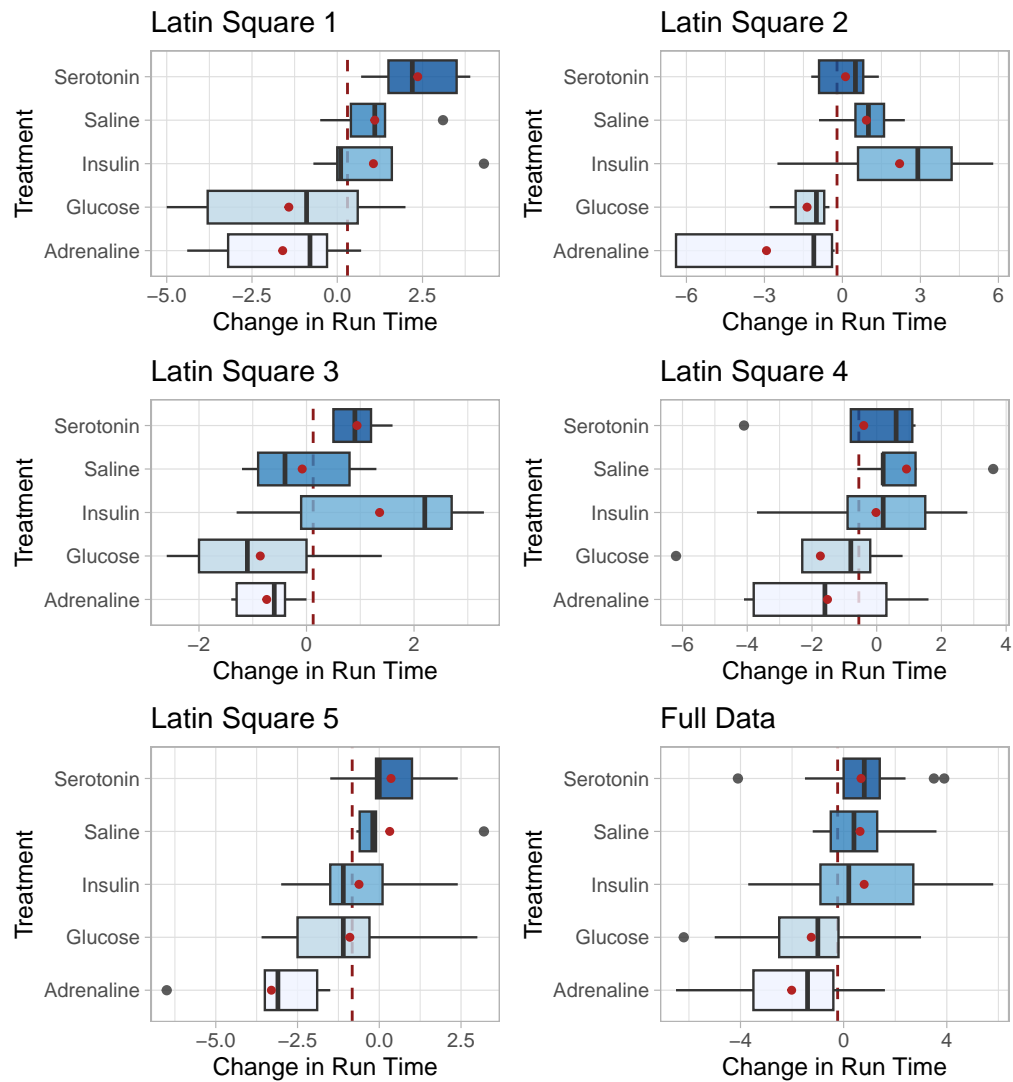 Latin Square 1
Treatment
Serotonin
Saline
Insulin
Glucose
Adrenaline
−5.0 −2.5 0.0 2.5
Change in Run Time
Latin Square 2
Treatment
Serotonin
Saline
Insulin
Glucose
Adrenaline
−6 −3 0 3 6
Change in Run Time
Latin Square 3
Treatment
Serotonin
Saline
Insulin
Glucose
Adrenaline
−2 0 2
Change in Run Time
Latin Square 4
Treatment
Serotonin
Saline
Insulin
Glucose
Adrenaline
−6 −4 −2 0 2 4
Change in Run Time
Latin Square 5
Treatment
Serotonin
Saline
Insulin
Glucose
Adrenaline
−5.0 −2.5 0.0 2.5
Change in Run Time
Full Data
Treatment
Serotonin
Saline
Insulin
Glucose
Adrenaline
−4 0 4
Change in Run Time